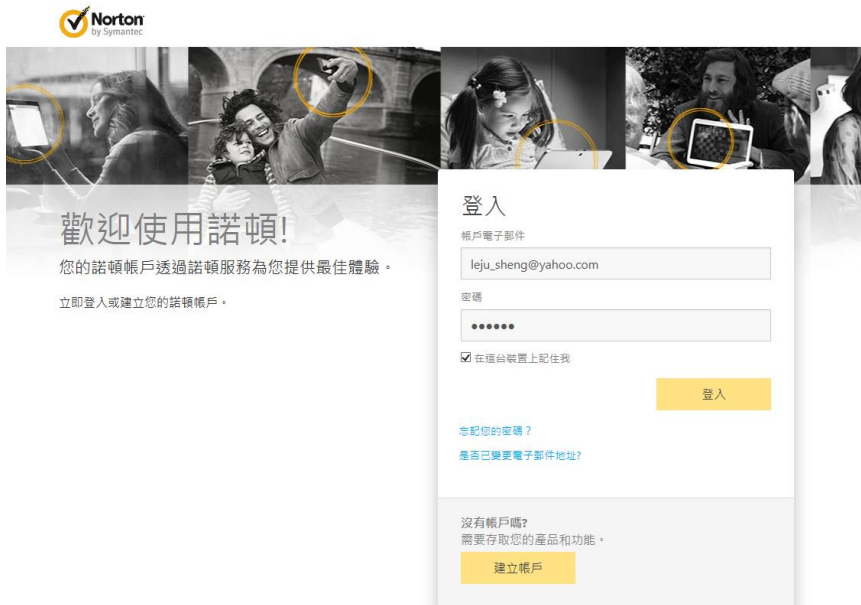 Norton
by Symantec
歡迎使用諾頓!
您的諾頓帳戶透過諾頓服務為您提供最佳體驗。
立即登入或建立您的諾頓帳戶。
登入
帳戶電子郵件
leju_sheng@yahoo.com
密碼
●●●●●●
在這台裝置上記住我
登入
忘記您的密碼？
是否已變更電子郵件地址?
沒有帳戶嗎?
需要存取您的產品和功能。
建立帳戶